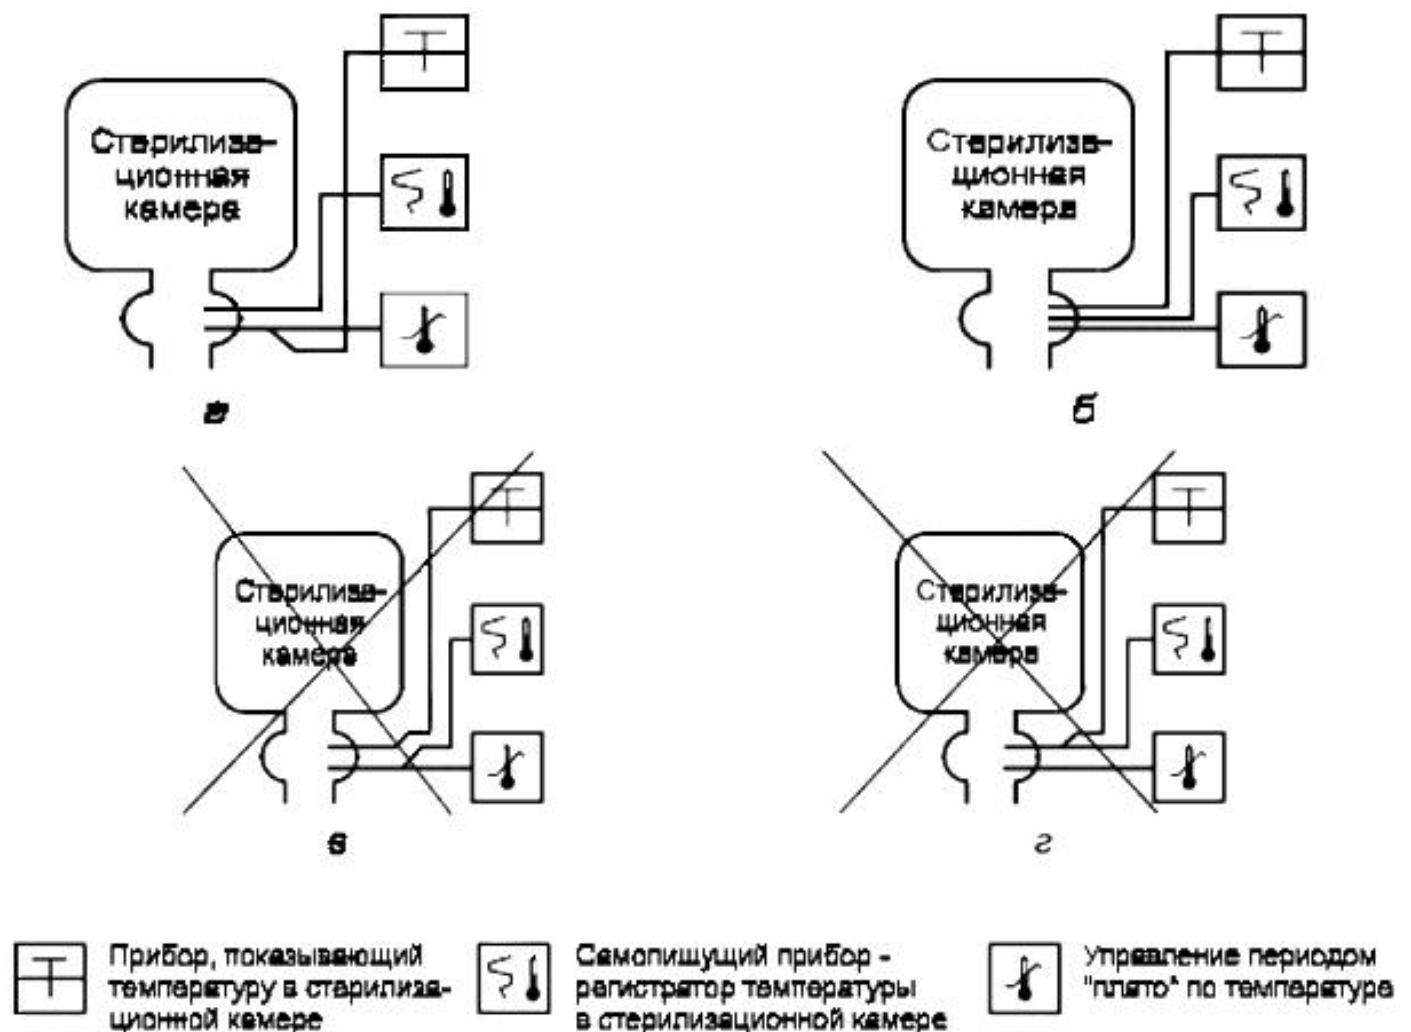 Стерилиза-
ционная
камера
Стерилиза-
ционная
камера
а
б
Стерилиза-
ционная
камера
Стерилиза-
ционная
камера
в
г
Прибор, показывающий
температуру в стерилиза-
ционной камере
Самопишущий прибор -
регистратор температуры
в стерилизационной камере
Управление периодом
"плато" по температуре